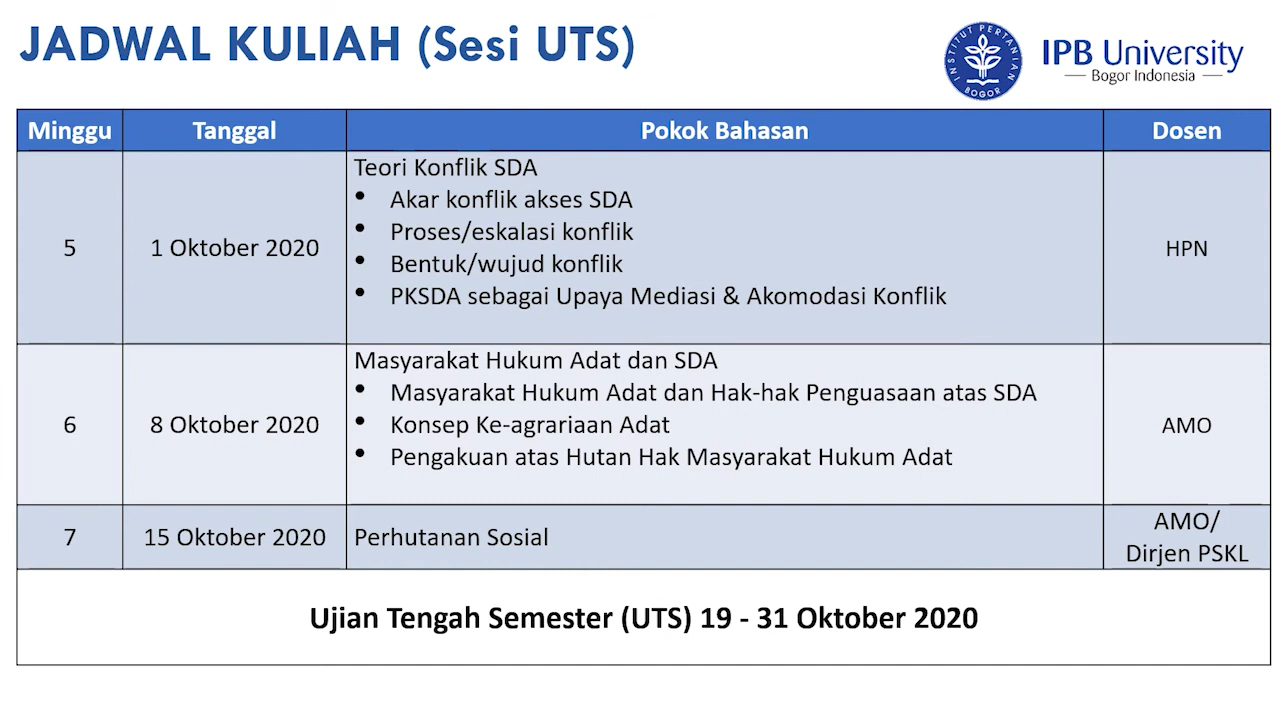 JADWAL KULIAH (Sesi UTS)
INSTITUT PERTANIAN BOGOR
IPB University
Bogor Indonesia
Minggu Tanggal Pokok Bahasan Dosen
5
1 Oktober 2020
Teori Konflik SDA
• Akar konflik akses SDA
• Proses/eskalasi konflik
• Bentuk/wujud konflik
• PKSDA sebagai Upaya Mediasi & Akomodasi Konflik
HPN
6
8 Oktober 2020
Masyarakat Hukum Adat dan SDA
• Masyarakat Hukum Adat dan Hak-hak Penguasaan atas SDA
• Konsep Ke-agrariaan Adat
• Pengakuan atas Hutan Hak Masyarakat Hukum Adat
AMO
7
15 Oktober 2020
Perhutanan Sosial
AMO/
Dirjen PSKL
Ujian Tengah Semester (UTS) 19 - 31 Oktober 2020